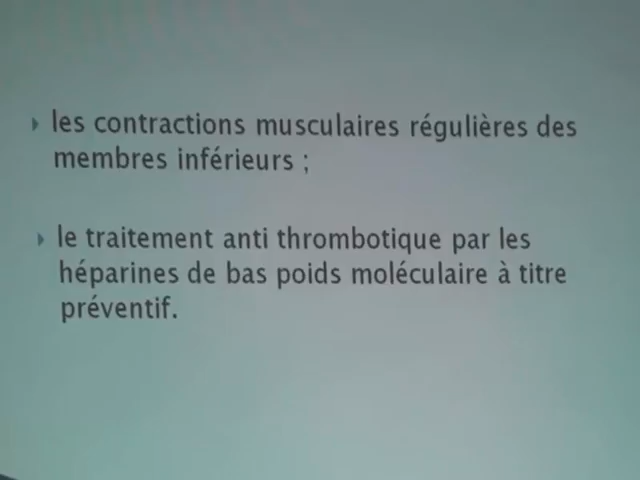 les contractions musculaires régulières des
membres inférieurs ;
le traitement anti thrombotique par les
héparines de bas poids moléculaire à titre
préventif.